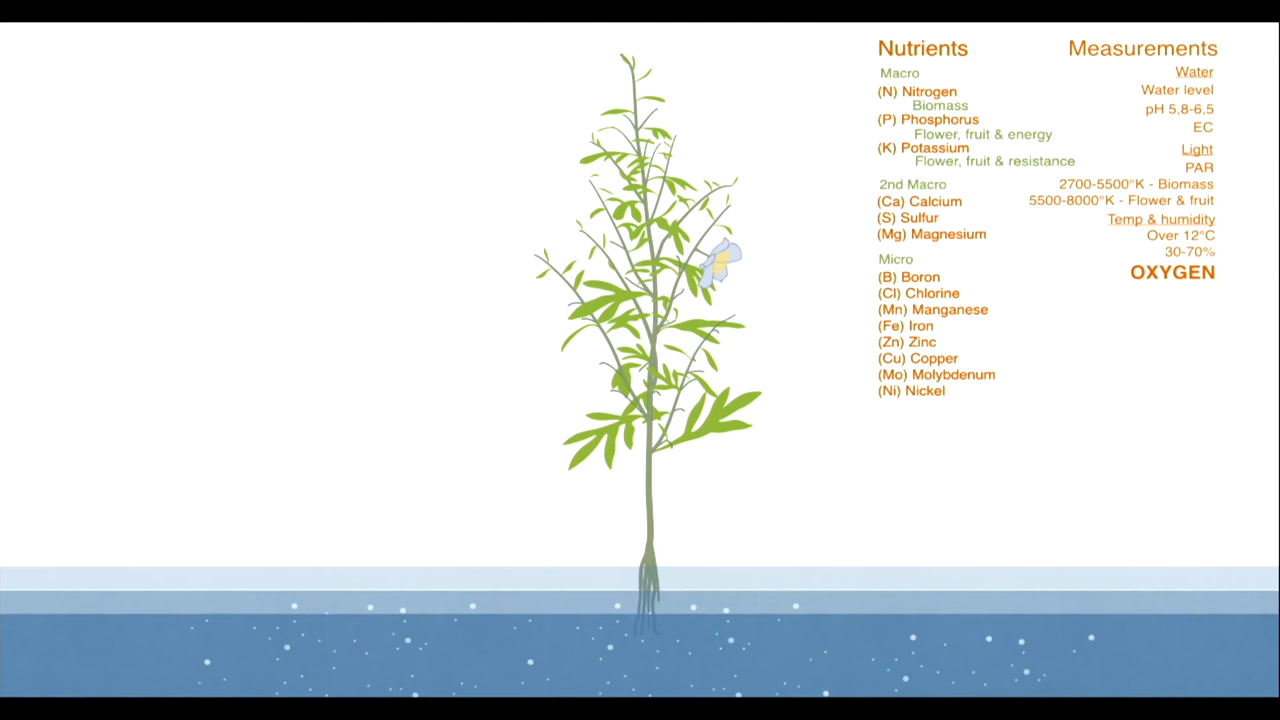 Nutrients
Macro
(N) Nitrogen
Biomass
(P) Phosphorus
Flower, fruit & energy
(K) Potassium
Flower, fruit & resistance
2nd Macro
(Ca) Calcium
(S) Sulfur
(Mg) Magnesium
Micro
(B) Boron
(Cl) Chlorine
(Mn) Manganese
(Fe) Iron
(Zn) Zinc
(Cu) Copper
(Mo) Molybdenum
(Ni) Nickel
Measurements
Water
Water level
pH 5,8-6,5
EC
Light
PAR
2700-5500°K - Biomass
5500-8000°K - Flower & fruit
Temp & humidity
Over 12°C
30-70%
OXYGEN